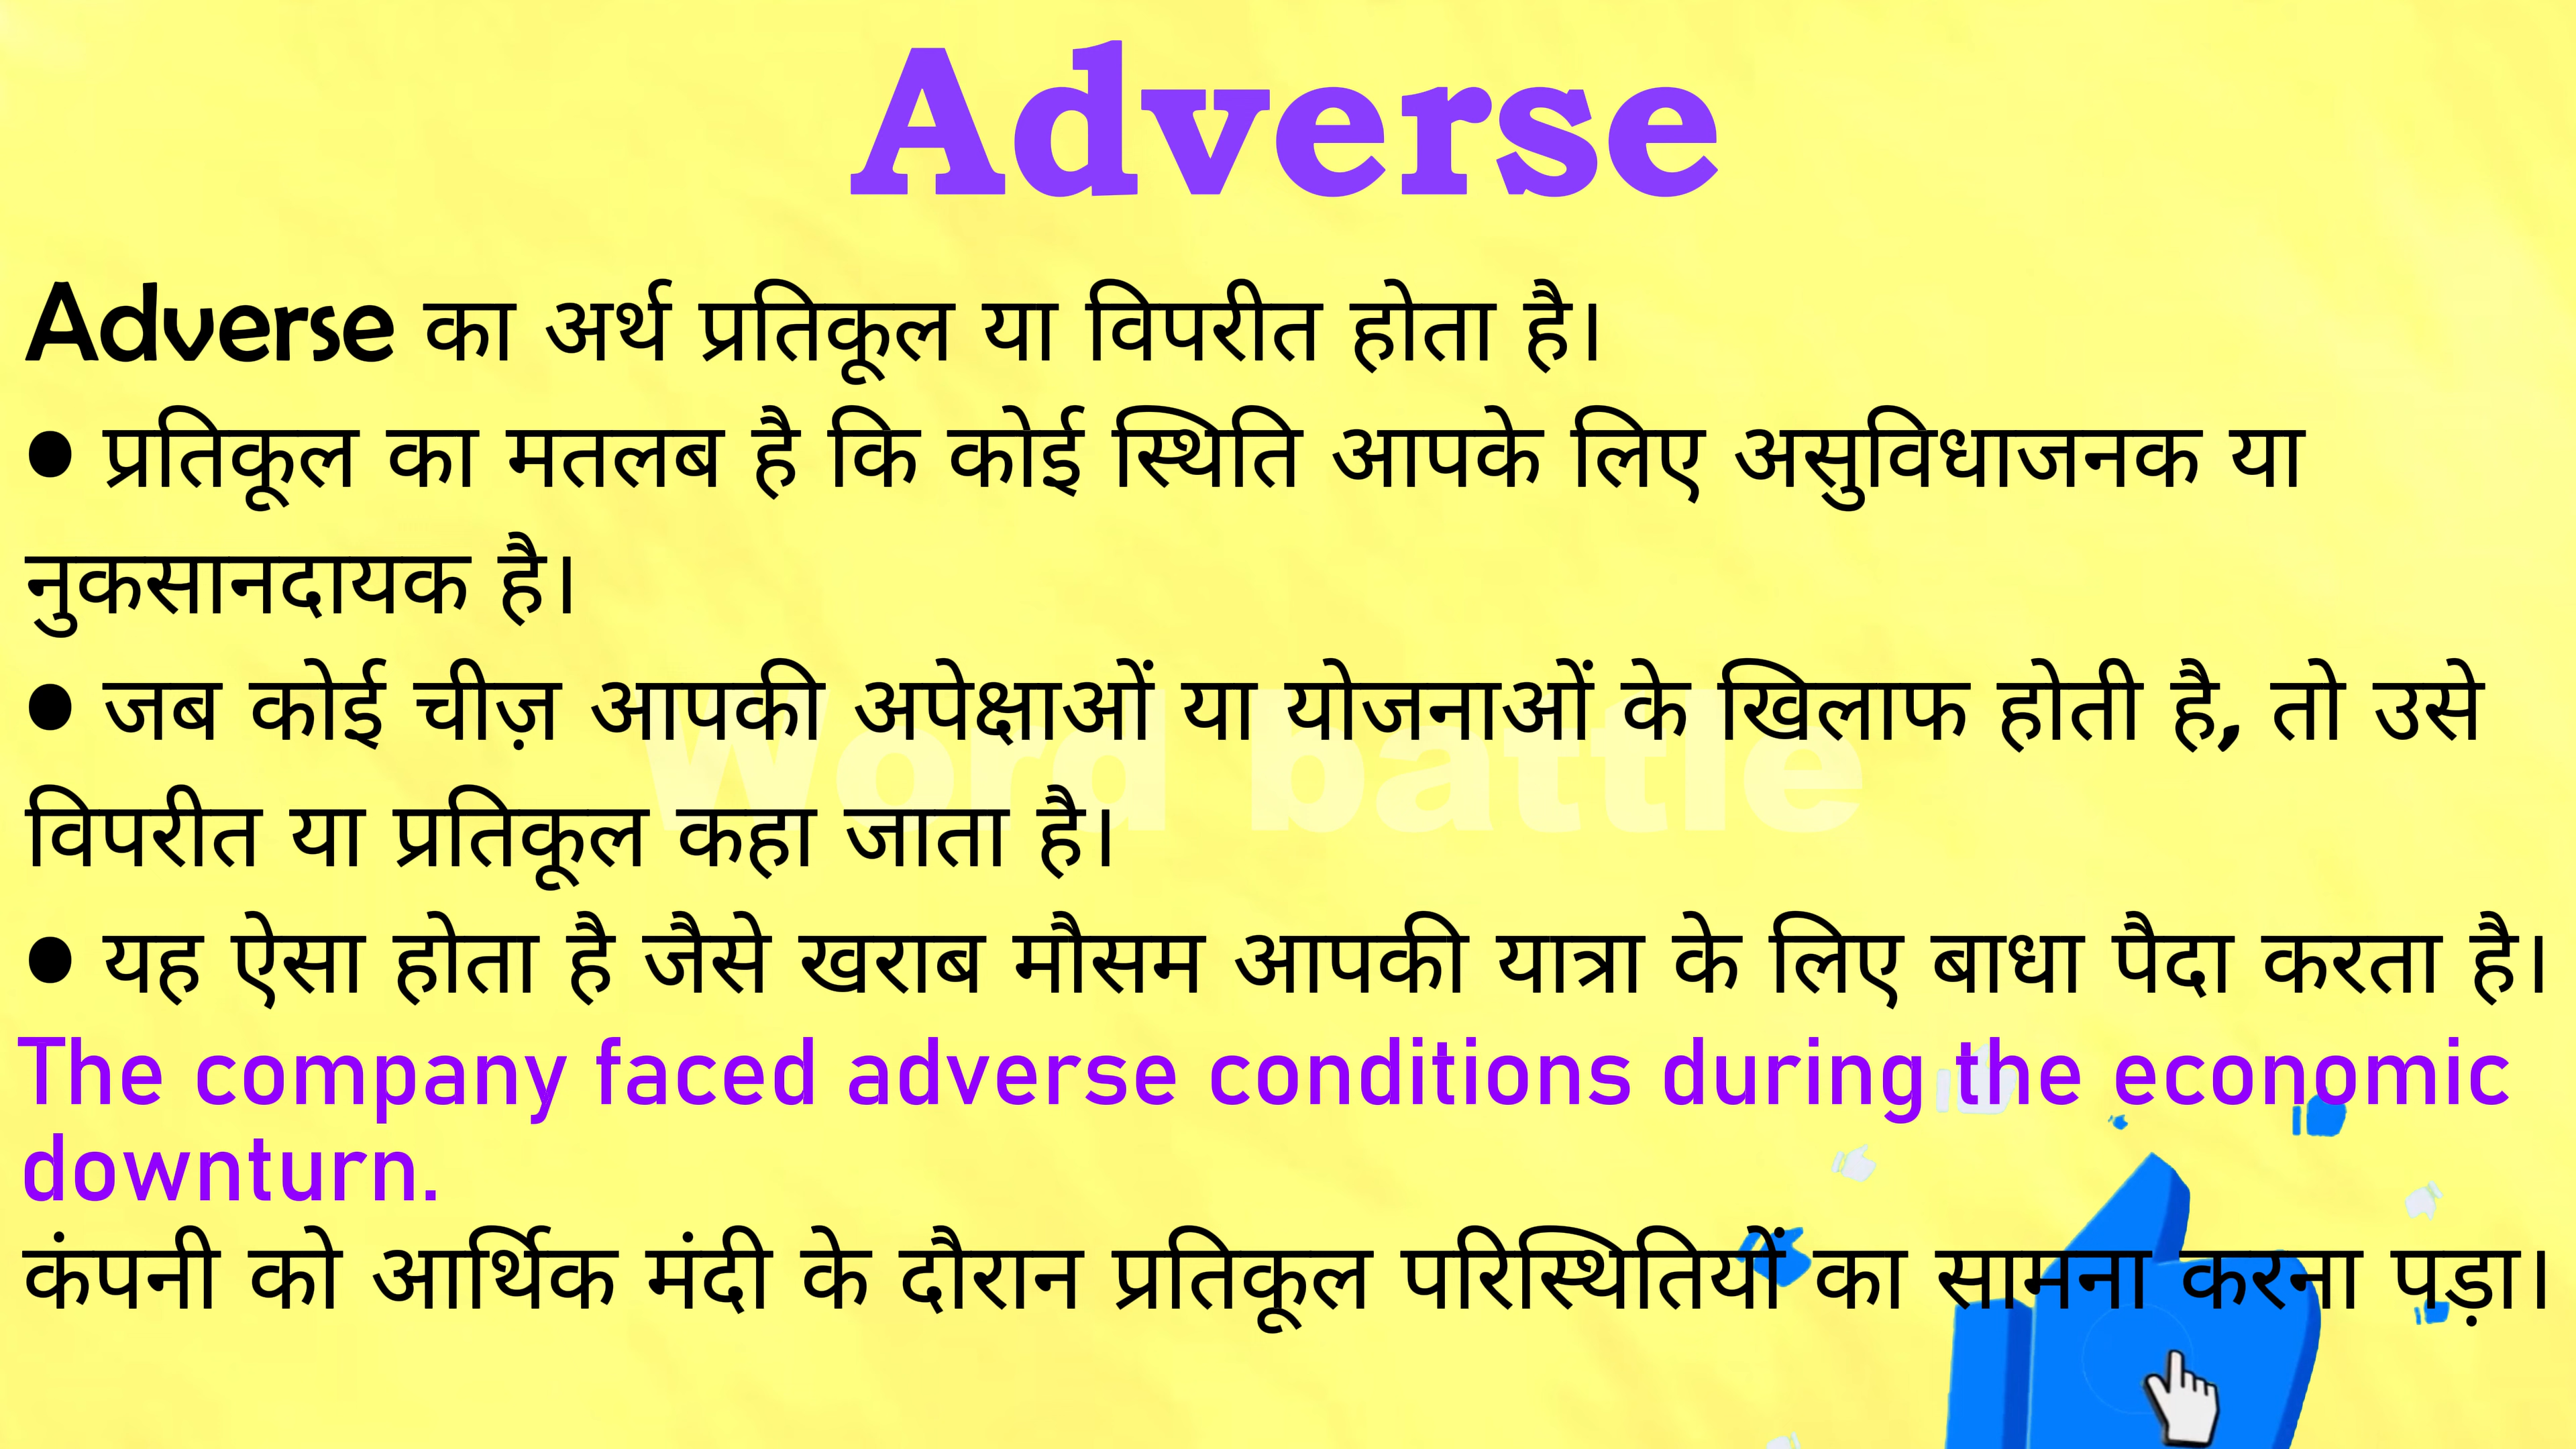 Adverse
Adverse का अर्थ प्रतिकूल या विपरीत होता है।
● प्रतिकूल का मतलब है कि कोई स्थिति आपके लिए असुविधाजनक या
नुकसानदायक है।
● जब कोई चीज़ आपकी अपेक्षाओं या योजनाओं के खिलाफ होती है, तो उसे
Word battle
विपरीत या प्रतिकूल कहा जाता है।
● यह ऐसा होता है जैसे खराब मौसम आपकी यात्रा के लिए बाधा पैदा करता है।
The company faced adverse conditions during the economic
downturn.
कंपनी को आर्थिक मंदी के दौरान प्रतिकूल परिस्थितियों का सामना करना पड़ा।